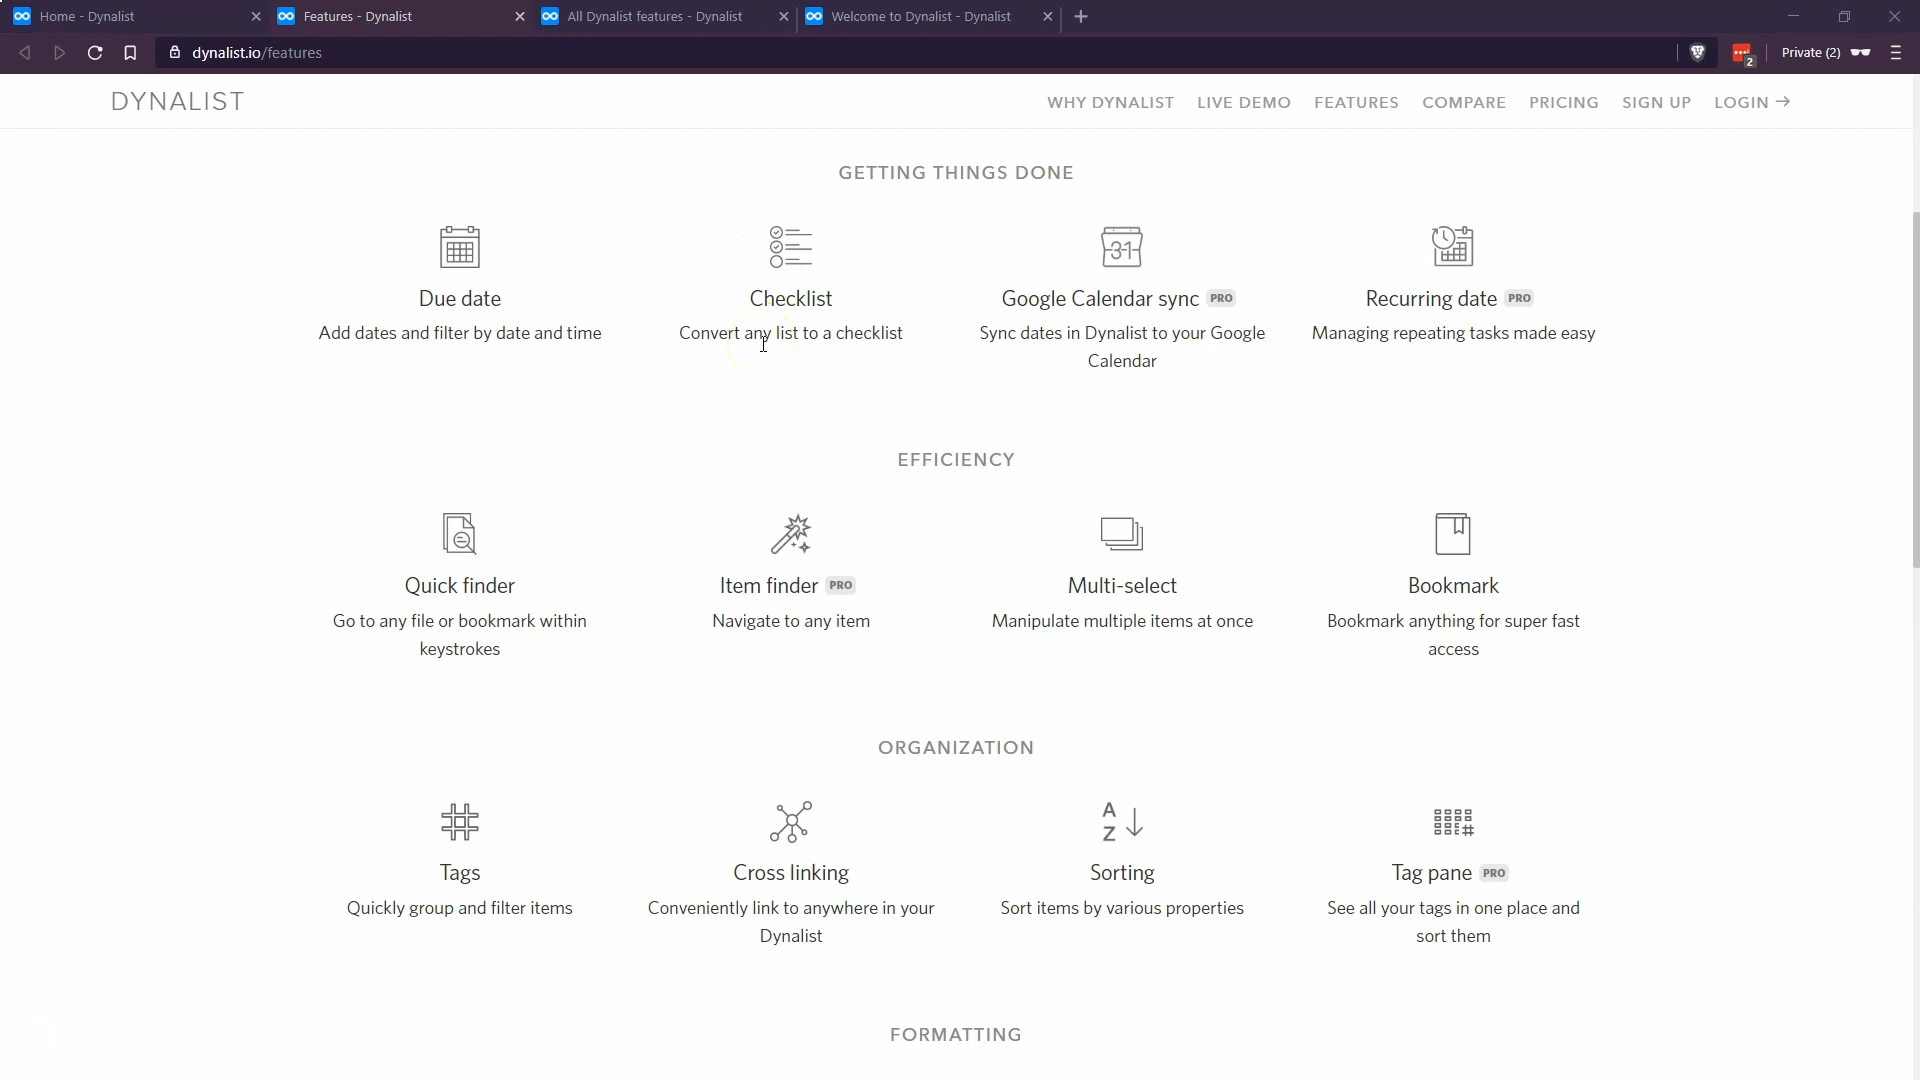 Home - Dynalist
Features - Dynalist
All Dynalist features - Dynalist
Welcome to Dynalist - Dynalist
dynalist.io/features
2
Private (2)
DYNALIST
WHY DYNALIST
LIVE DEMO
FEATURES
COMPARE
PRICING
SIGN UP
LOGIN →
GETTING THINGS DONE
31
Due date
Checklist
Google Calendar sync PRO
Recurring date PRO
Add dates and filter by date and time
Convert any list to a checklist
Sync dates in Dynalist to your Google
Calendar
Managing repeating tasks made easy
EFFICIENCY
Quick finder
Item finder PRO
Multi-select
Bookmark
Go to any file or bookmark within
keystrokes
Navigate to any item
Manipulate multiple items at once
Bookmark anything for super fast
access
ORGANIZATION
A
Z
#
Tags
Cross linking
Sorting
Tag pane PRO
Quickly group and filter items
Conveniently link to anywhere in your
Dynalist
Sort items by various properties
See all your tags in one place and
sort them
FORMATTING